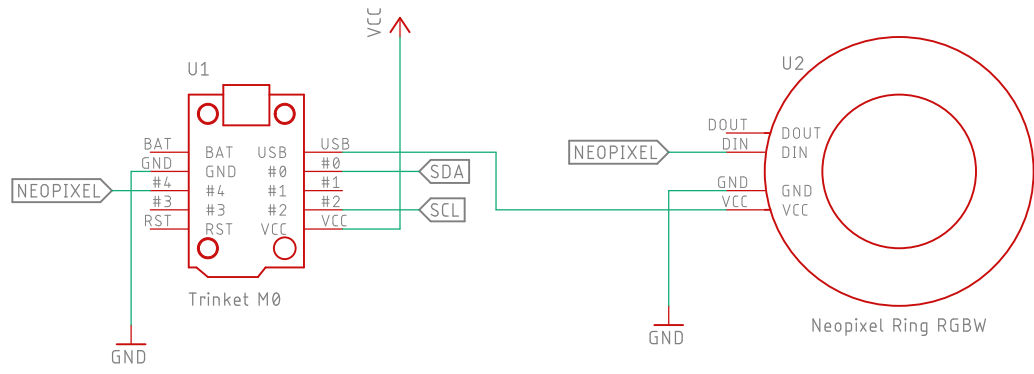 VCC
U1
U2
BAT BAT USB USB
GND GND #0 #0 SDA
NEOPIXEL #4 #4 #1 #1
#3 #3 #2 #2 SCL
RST RST VCC VCC
Trinket M0
GND
DOUT DOUT
NEOPIXEL DIN DIN
GND GND
VCC VCC
GND
Neopixel Ring RGBW